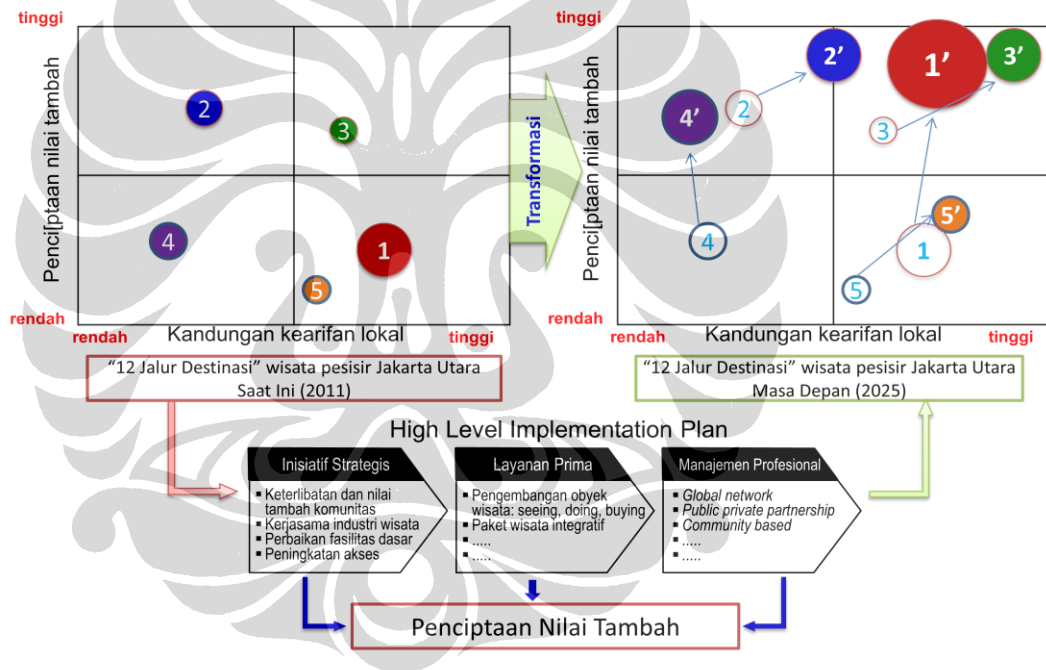 tinggi
Penci[ptaan nilai tambah
2
3
4
1
5
rendah
rendah
Kandungan kearifan lokal
tinggi
Transformasi
tinggi
Penci[ptaan nilai tambah
2’
1’
3’
4’
2
3
5’
4
1
5
rendah
rendah
Kandungan kearifan lokal
tinggi
“12 Jalur Destinasi” wisata pesisir Jakarta Utara
Saat Ini (2011)
“12 Jalur Destinasi” wisata pesisir Jakarta Utara
Masa Depan (2025)
High Level Implementation Plan
Inisiatif Strategis
▪ Keterlibatan dan nilai
tambah komunitas
▪ Kerjasama industri wisata
▪ Perbaikan fasilitas dasar
▪ Peningkatan akses
Layanan Prima
▪ Pengembangan obyek
wisata: seeing, doing, buying
▪ Paket wisata integratif
▪ .....
▪ .....
Manajemen Profesional
▪ Global network
▪ Public private partnership
▪ Community based
▪ .....
▪ .....
Penciptaan Nilai Tambah